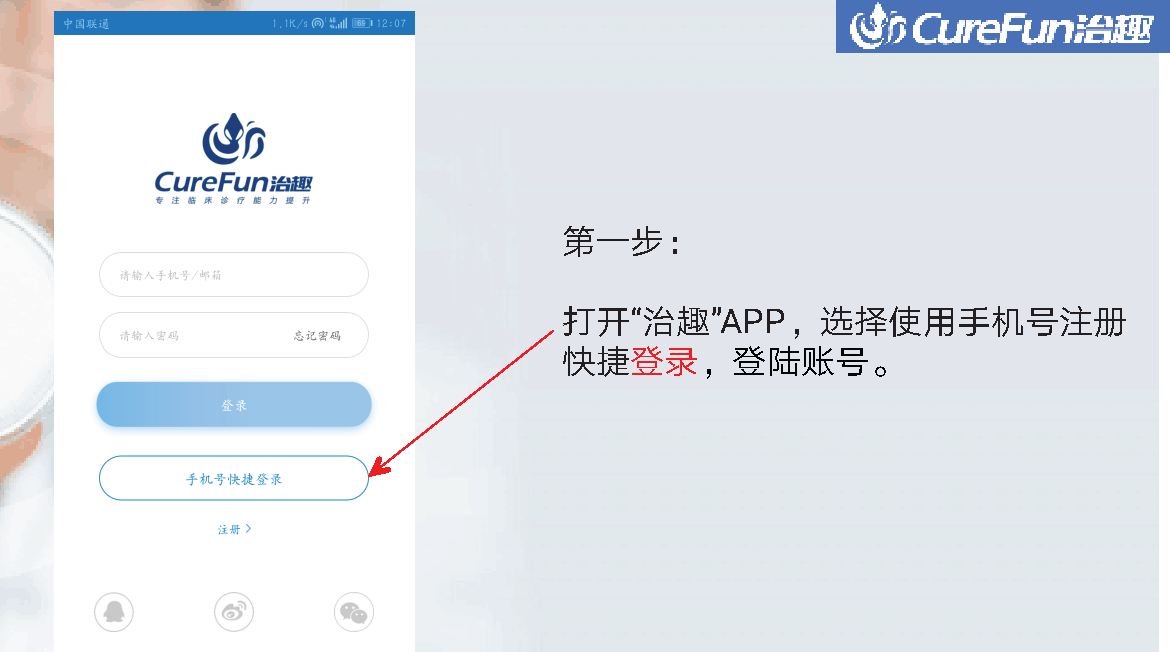 中国联通 1.1K/s 69 12:07
CureFun治趣
CureFun治趣
专注临床诊疗能力提升
请输入手机号/邮箱
请输入密码 忘记密码
登录
手机号快捷登录
注册 >
第一步：
打开“治趣”APP，选择使用手机号注册
快捷登录，登陆账号。